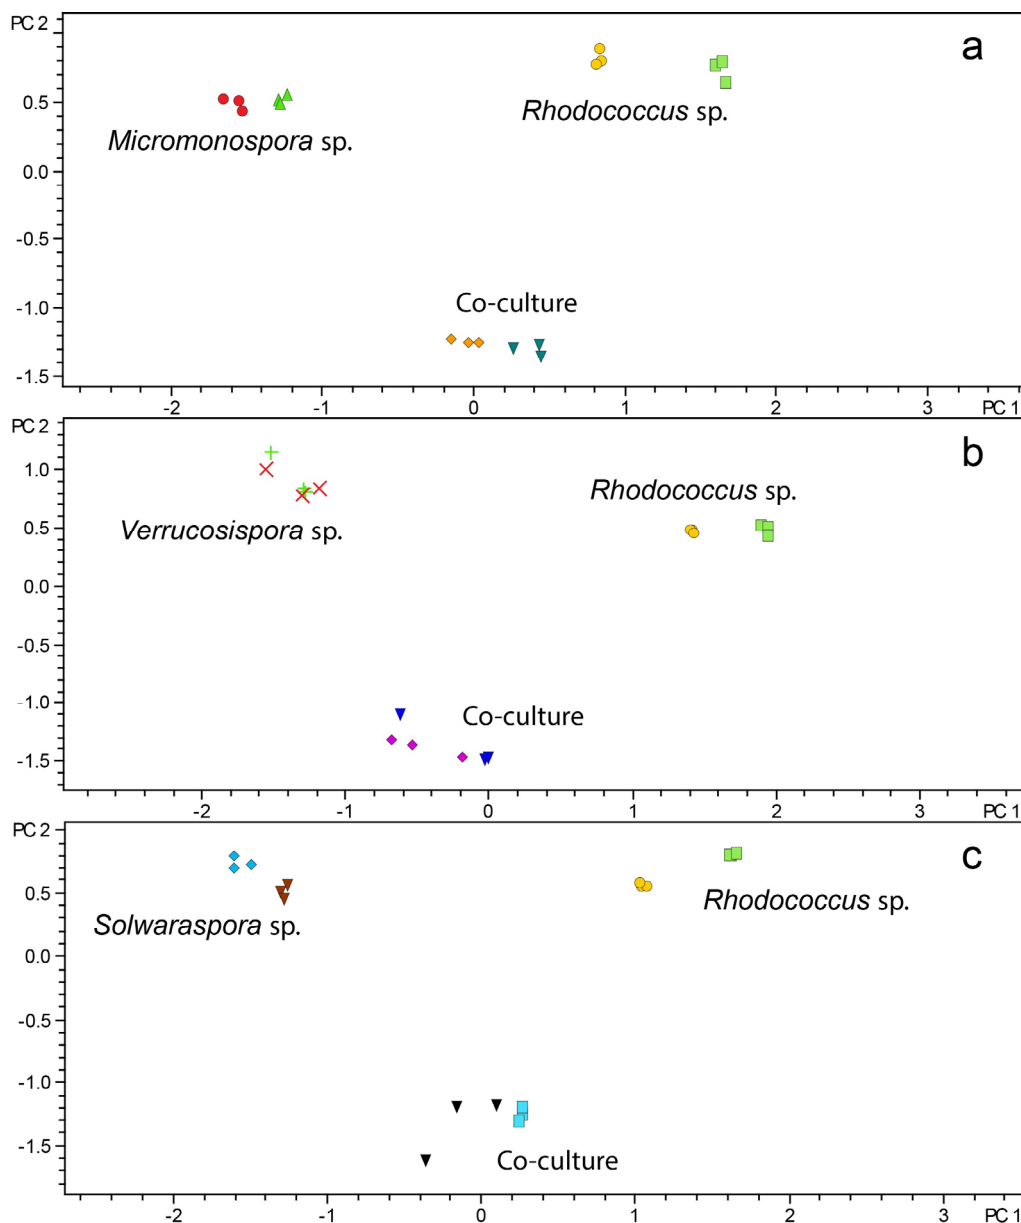 PC 2
a
0.5
Rhodococcus sp.
Micromonospora sp.
0.0
-0.5
Co-culture
-1.0
-1.5
-2 -1 0 1 2 3 PC 1
PC 2
b
1.0
Rhodococcus sp.
0.5
Verrucosispora sp.
0.0
-0.5
-1.0
Co-culture
-1.5
-2 -1 0 1 2 3 PC 1
PC 2
c
0.5
Rhodococcus sp.
Solwaraspora sp.
0.0
-0.5
-1.0
-1.5
Co-culture
-2 -1 0 1 2 3 PC 1